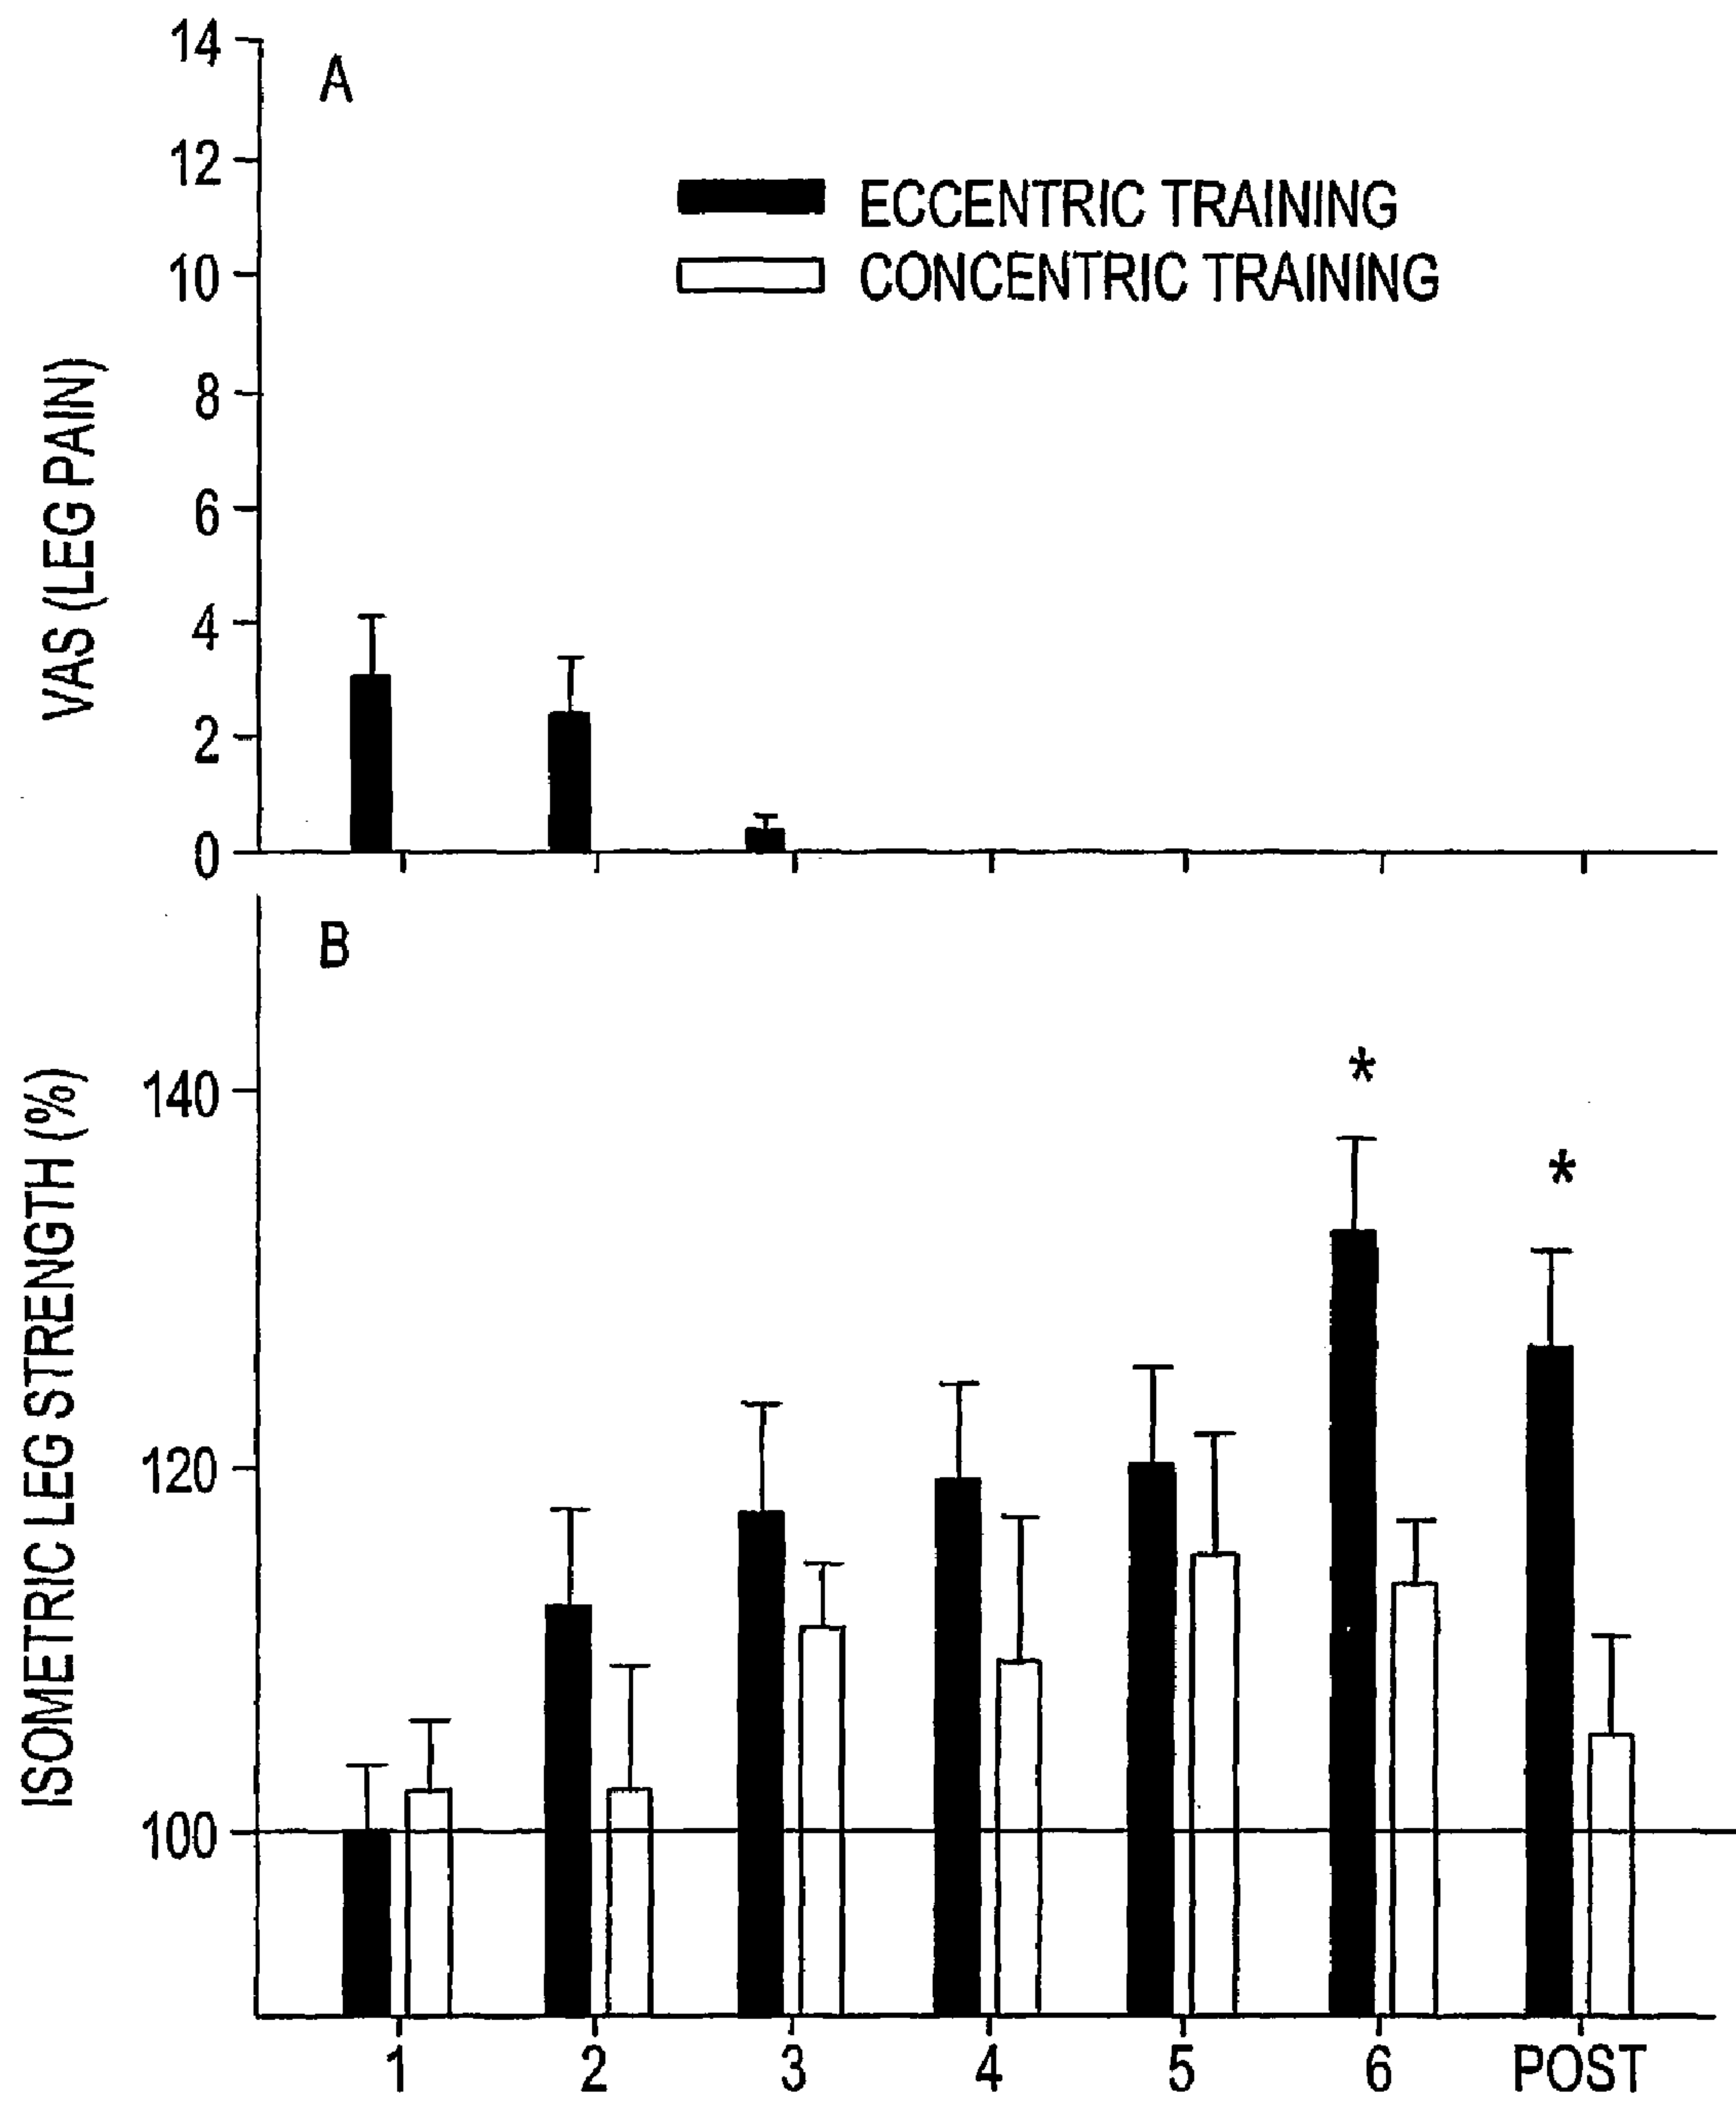 14
A
12
ECCENTRIC TRAINING
10
CONCENTRIC TRAINING
8
VAS (LEG PAIN)
6
4
2
0
B
140
*
*
ISOMETRIC LEG STRENGTH (%)
120
100
1 2 3 4 5 6 POST